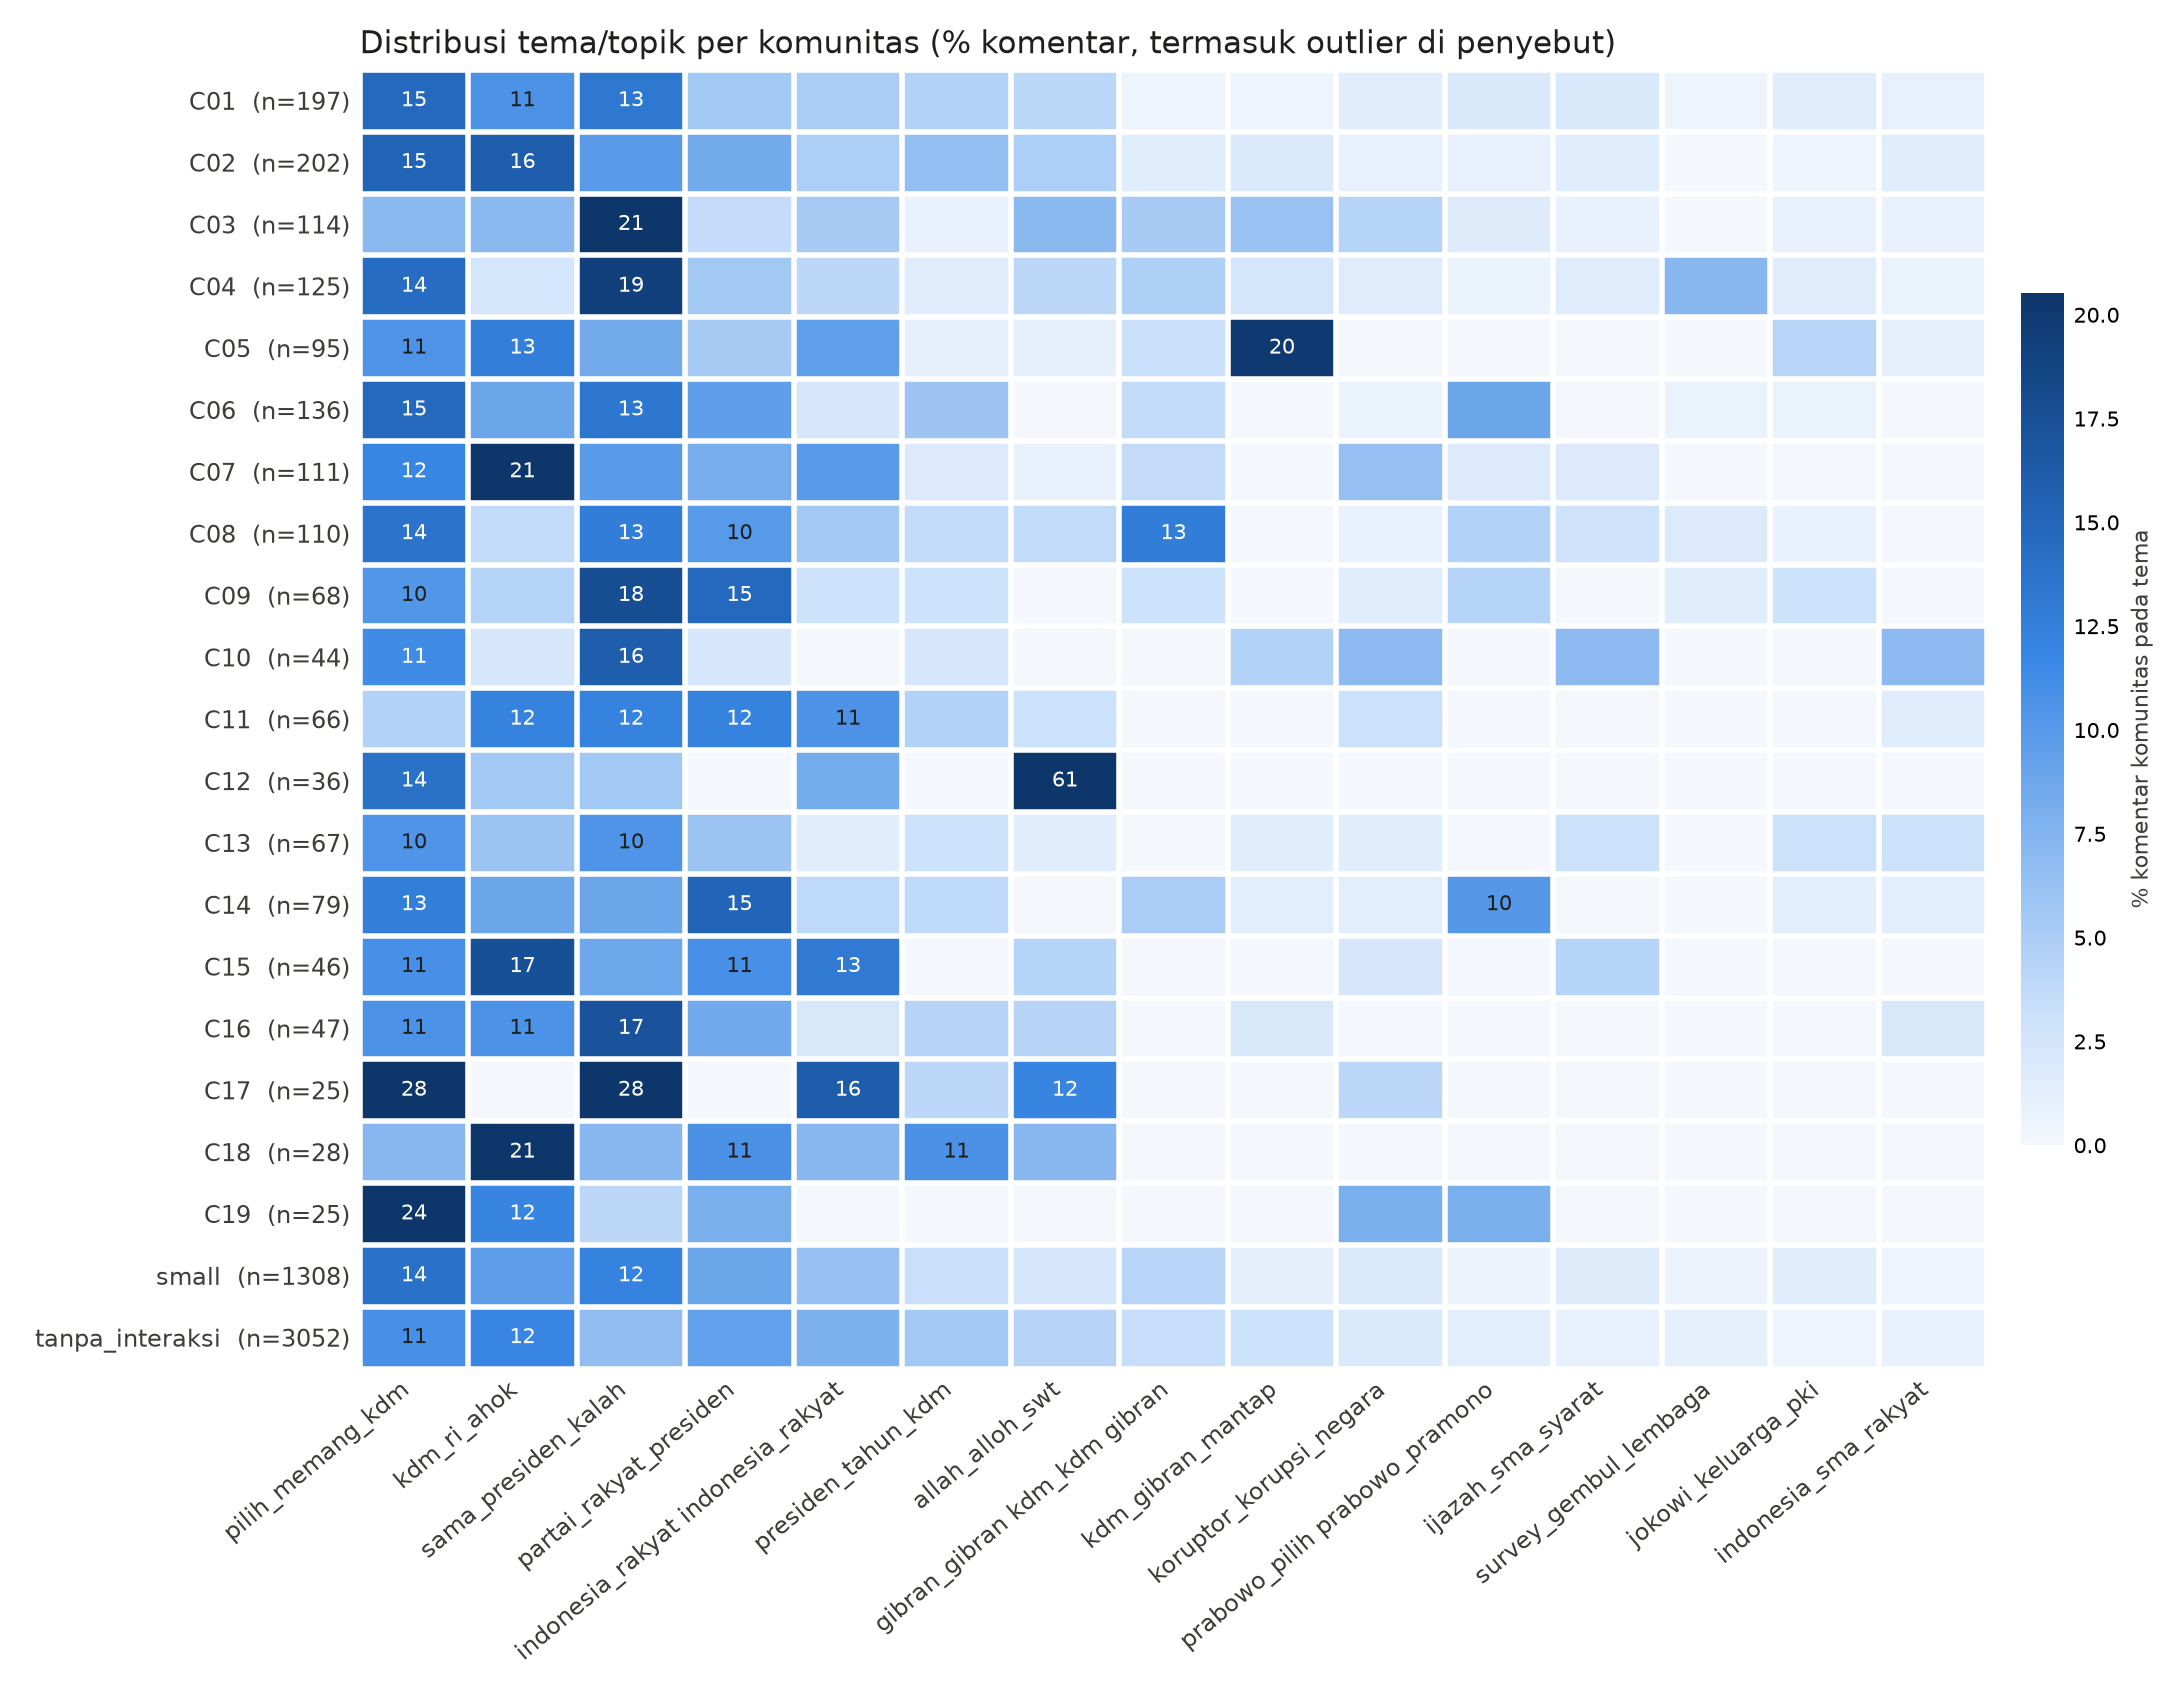 Distribusi tema/topik per komunitas (% komentar, termasuk outlier di penyebut)
C01 (n=197) 15 11 13
C02 (n=202) 15 16
C03 (n=114) 21
C04 (n=125) 14 19
C05 (n=95) 11 13 20
C06 (n=136) 15 13
C07 (n=111) 12 21
C08 (n=110) 14 13 10 13
C09 (n=68) 10 18 15
C10 (n=44) 11 16
C11 (n=66) 12 12 12 11
C12 (n=36) 14 61
C13 (n=67) 10 10
C14 (n=79) 13 15 10
C15 (n=46) 11 17 11 13
C16 (n=47) 11 11 17
C17 (n=25) 28 28 16 12
C18 (n=28) 21 11 11
C19 (n=25) 24 12
small (n=1308) 14 12
tanpa_interaksi (n=3052) 11 12
pilih_memang_kdm
kdm_ri_ahok
sama_presiden_kalah
partai_rakyat_presiden
indonesia_rakyat indonesia_rakyat
presiden_tahun_kdm
allah_alloh_swt
gibran_gibran kdm_kdm gibran
kdm_gibran_mantap
koruptor_korupsi_negara
prabowo_pilih prabowo_pramono
ijazah_sma_syarat
survey_gembul_lembaga
jokowi_keluarga_pki
indonesia_sma_rakyat
20.0
17.5
15.0
12.5
10.0
7.5
5.0
2.5
0.0
% komentar komunitas pada tema